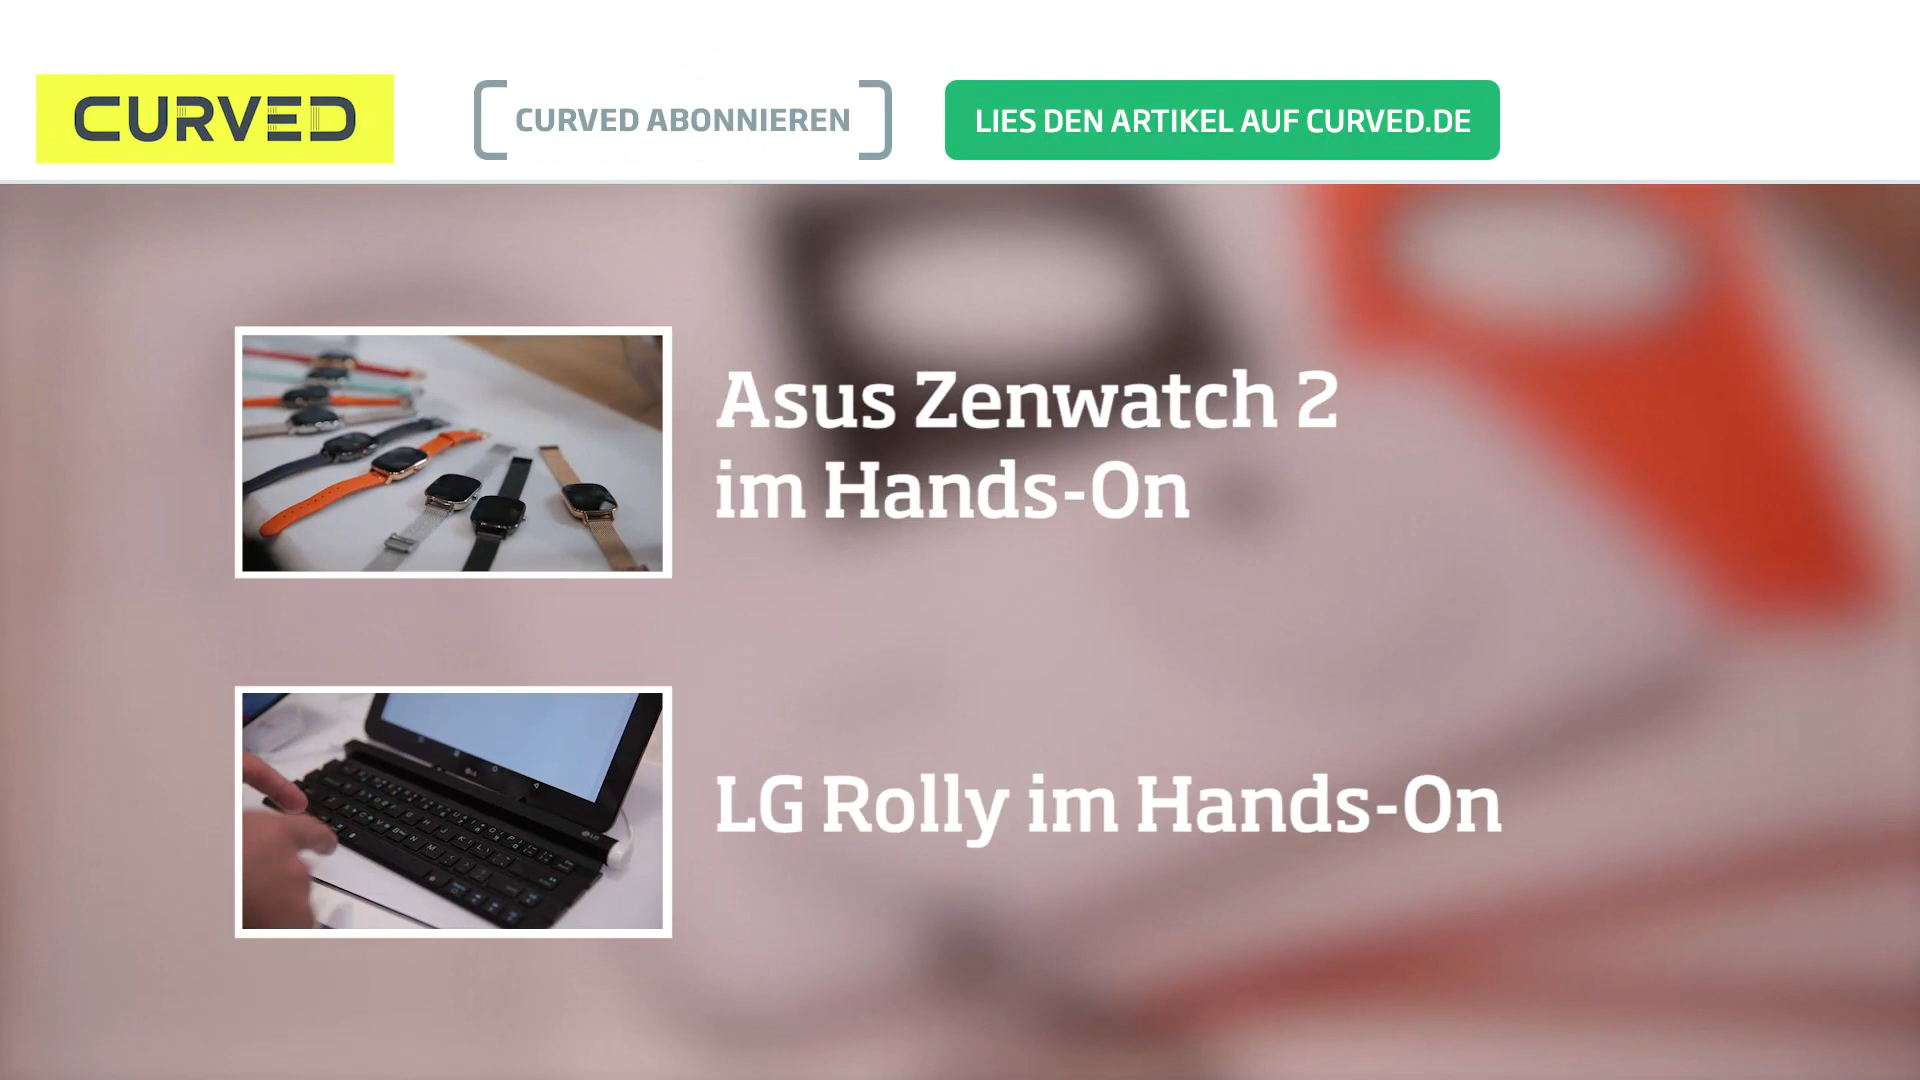 CURVED
CURVED ABONNIEREN
LIES DEN ARTIKEL AUF CURVED.DE
Asus Zenwatch 2
im Hands-On
LG Rolly im Hands-On